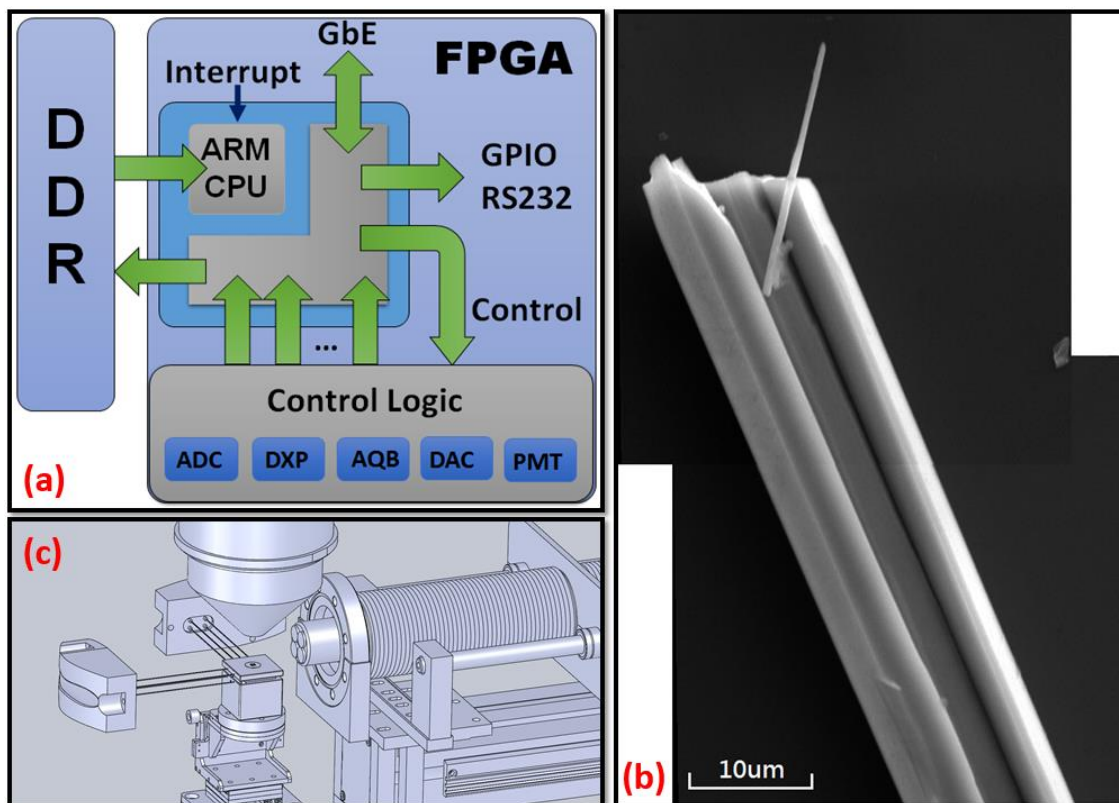 D
D
R
GbE
FPGA
Interrupt
ARM
CPU
GPIO
RS232
Control
...
Control Logic
ADC
DXP
AQB
DAC
PMT
(a)
(c)
10um
(b)